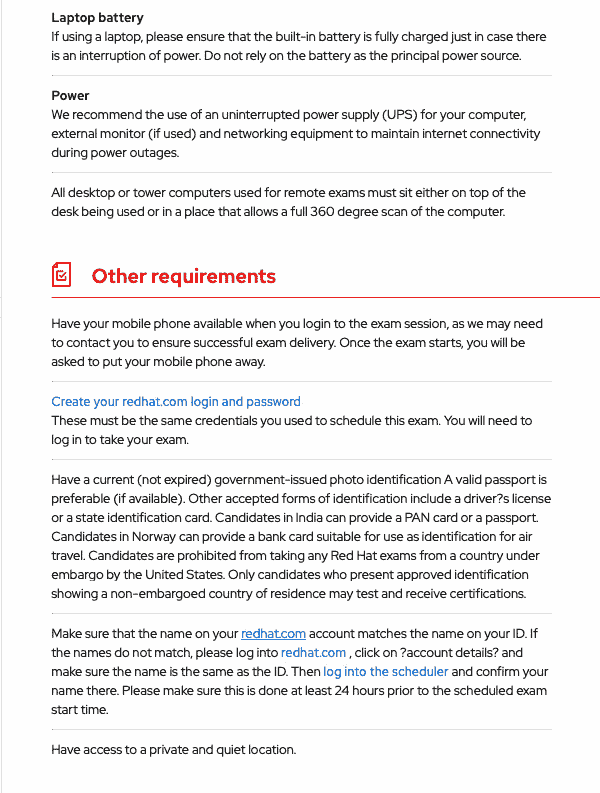 Laptop battery
If using a laptop, please ensure that the built-in battery is fully charged just in case there
is an interruption of power. Do not rely on the battery as the principal power source.
Power
We recommend the use of an uninterrupted power supply (UPS) for your computer,
external monitor (if used) and networking equipment to maintain internet connectivity
during power outages.
All desktop or tower computers used for remote exams must sit either on top of the
desk being used or in a place that allows a full 360 degree scan of the computer.
Other requirements
Have your mobile phone available when you login to the exam session, as we may need
to contact you to ensure successful exam delivery. Once the exam starts, you will be
asked to put your mobile phone away.
Create your redhat.com login and password
These must be the same credentials you used to schedule this exam. You will need to
log in to take your exam.
Have a current (not expired) government-issued photo identification A valid passport is
preferable (if available). Other accepted forms of identification include a driver?s license
or a state identification card. Candidates in India can provide a PAN card or a passport.
Candidates in Norway can provide a bank card suitable for use as identification for air
travel. Candidates are prohibited from taking any Red Hat exams from a country under
embargo by the United States. Only candidates who present approved identification
showing a non-embargoed country of residence may test and receive certifications.
Make sure that the name on your redhat.com account matches the name on your ID. If
the names do not match, please log into redhat.com , click on ?account details? and
make sure the name is the same as the ID. Then log into the scheduler and confirm your
name there. Please make sure this is done at least 24 hours prior to the scheduled exam
start time.
Have access to a private and quiet location.